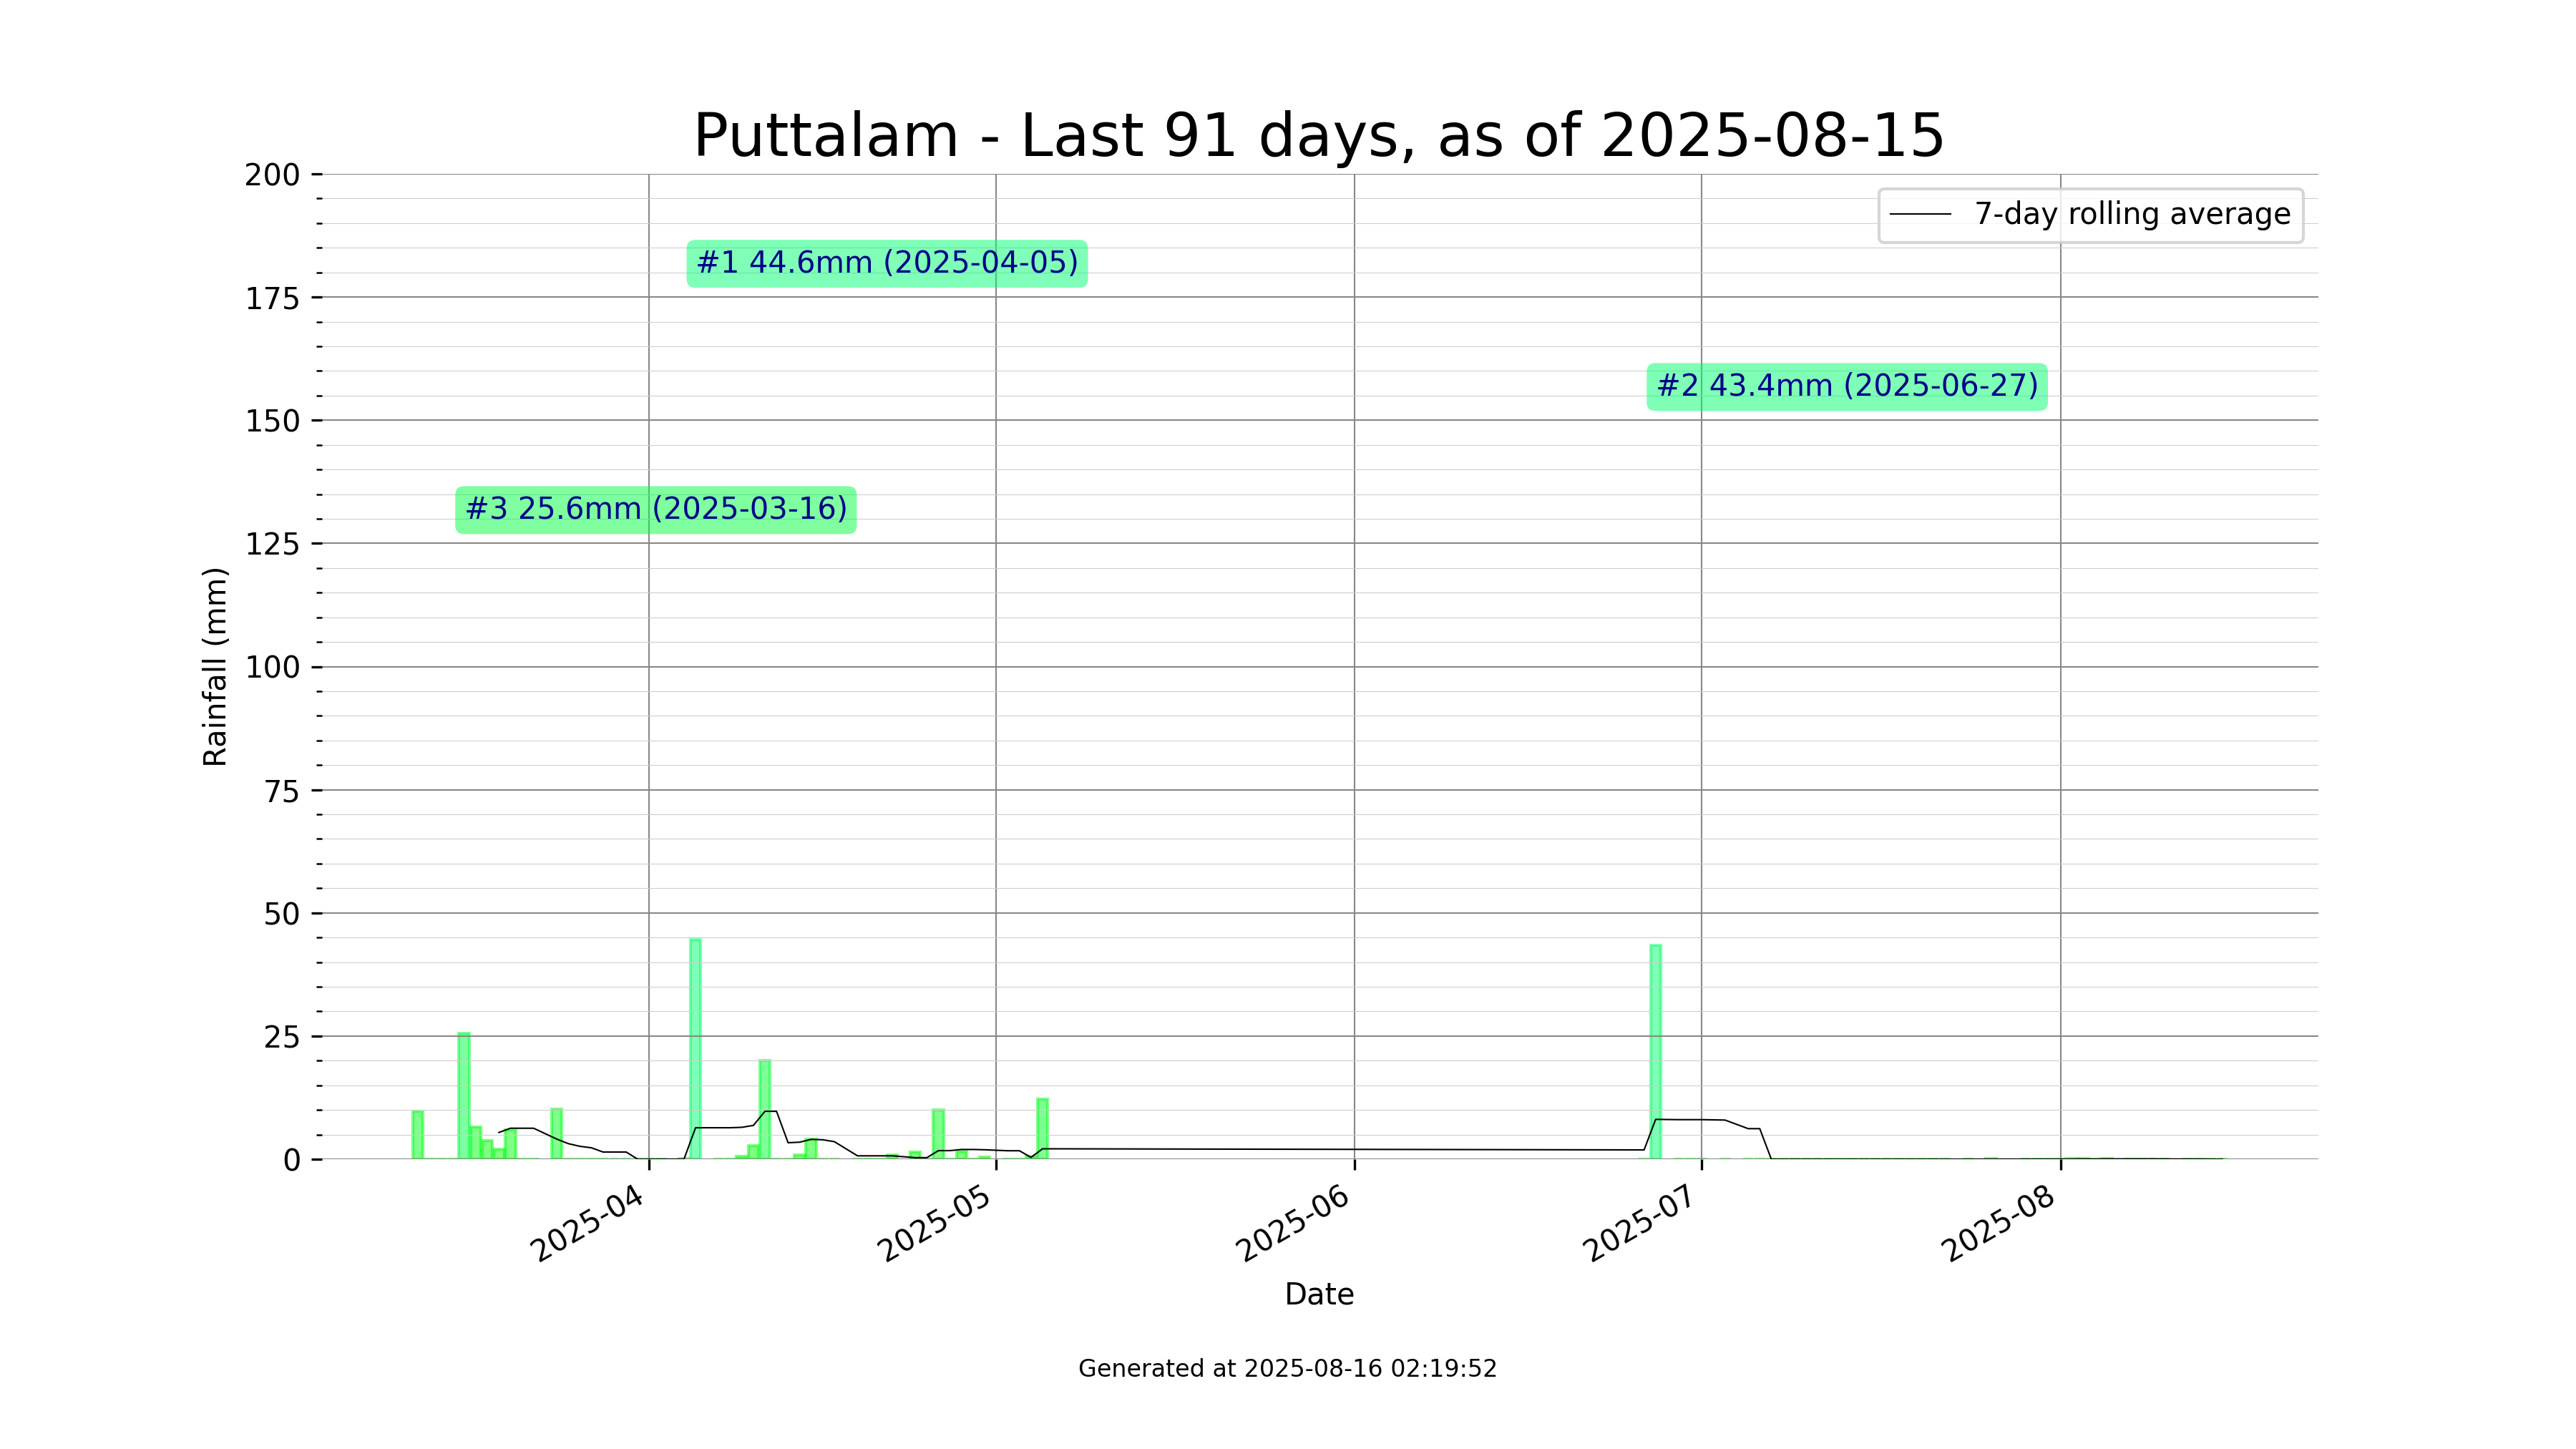 Puttalam - Last 91 days, as of 2025-08-15
200
175
150
125
100
75
50
25
0
Rainfall (mm)
7-day rolling average
#1 44.6mm (2025-04-05)
#2 43.4mm (2025-06-27)
#3 25.6mm (2025-03-16)
2025-04
2025-05
2025-06
2025-07
2025-08
Date
Generated at 2025-08-16 02:19:52